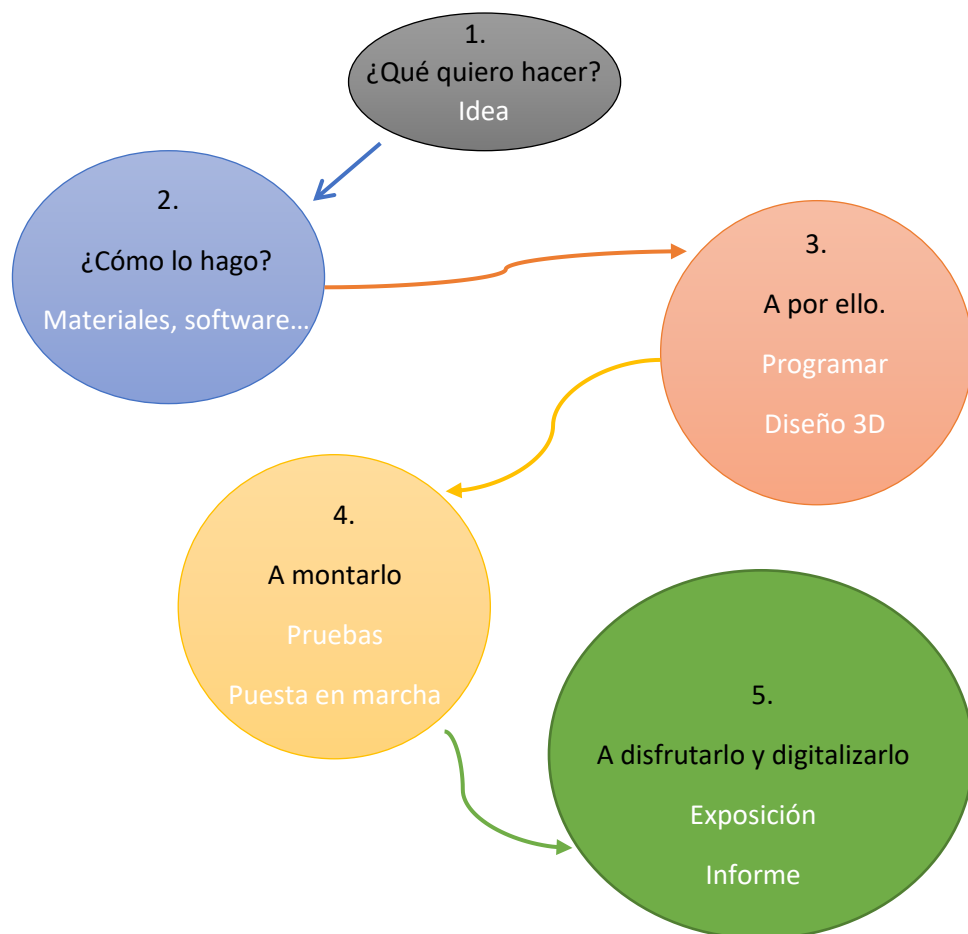 1.
¿Qué quiero hacer?
Idea
2.
¿Cómo lo hago?
Materiales, software…
3.
A por ello.
Programar
Diseño 3D
4.
A montarlo
Pruebas
Puesta en marcha
5.
A disfrutarlo y digitalizarlo
Exposición
Informe